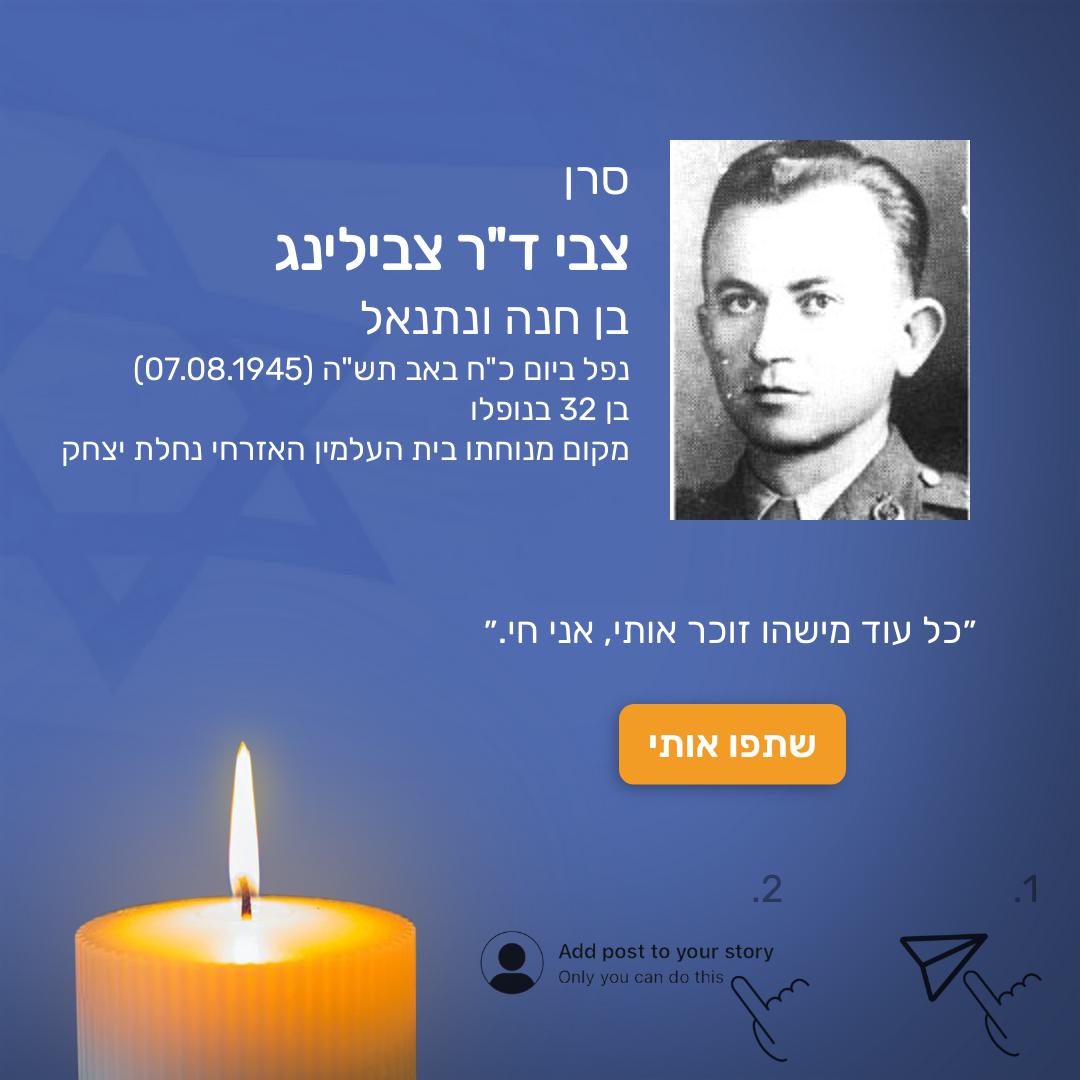 סרן
צבי ד"ר צבילינג
בן חנה ונתנאל
נפל ביום כ"ח באב תש"ה (07.08.1945)
בן 32 בנופלו
מקום מנוחתו בית העלמין האזרחי נחלת יצחק
״כל עוד מישהו זוכר אותי, אני חי.״
שתפו אותי
1.
2.
Add post to your story
Only you can do this